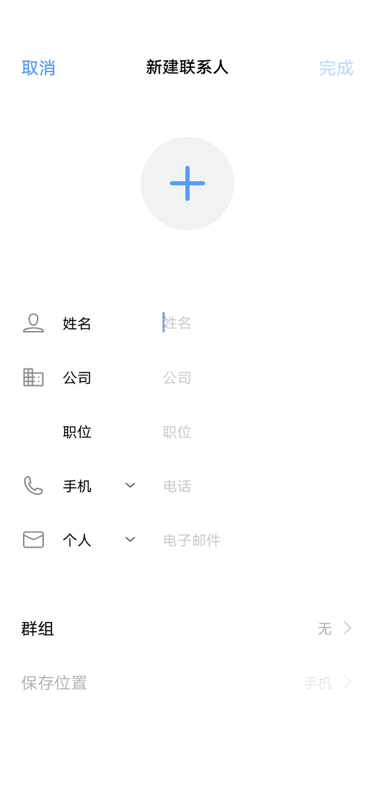 取消 新建联系人 完成
姓名 姓名
公司 公司
职位 职位
手机 电话
个人 电子邮件
群组 无
保存位置 手机